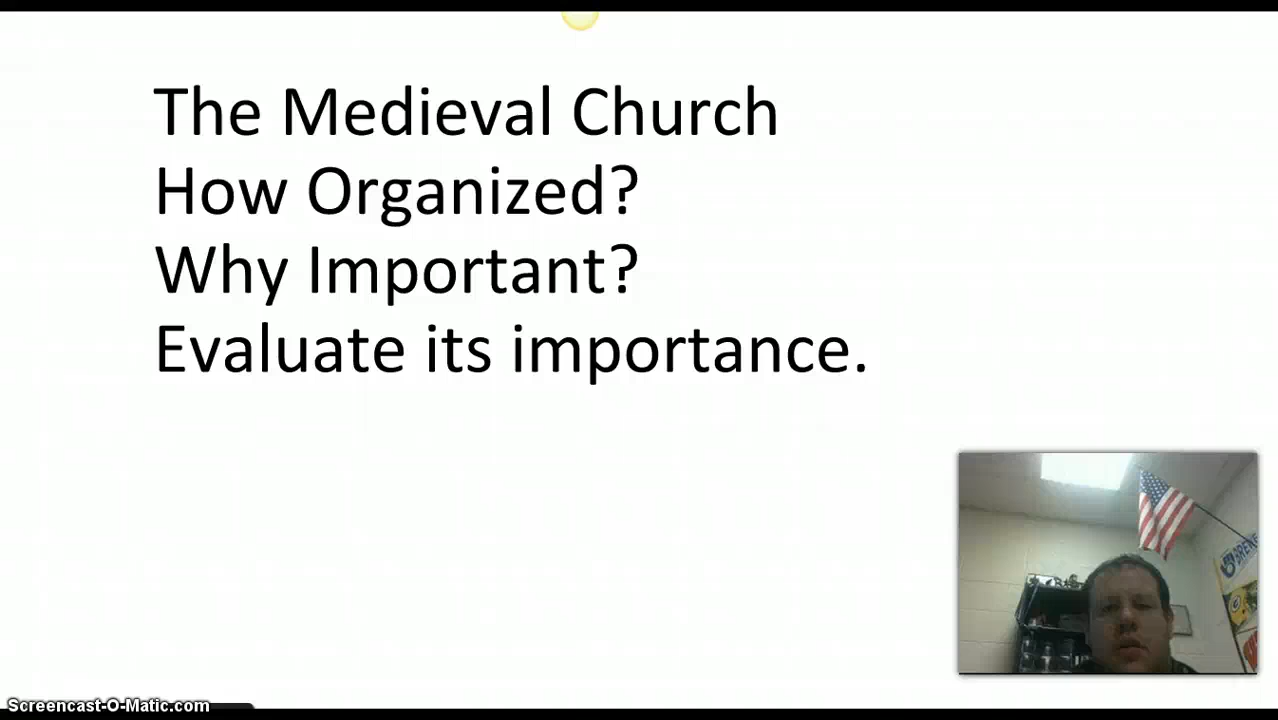 The Medieval Church
How Organized?
Why Important?
Evaluate its importance.
Screencast-O-Matic.com